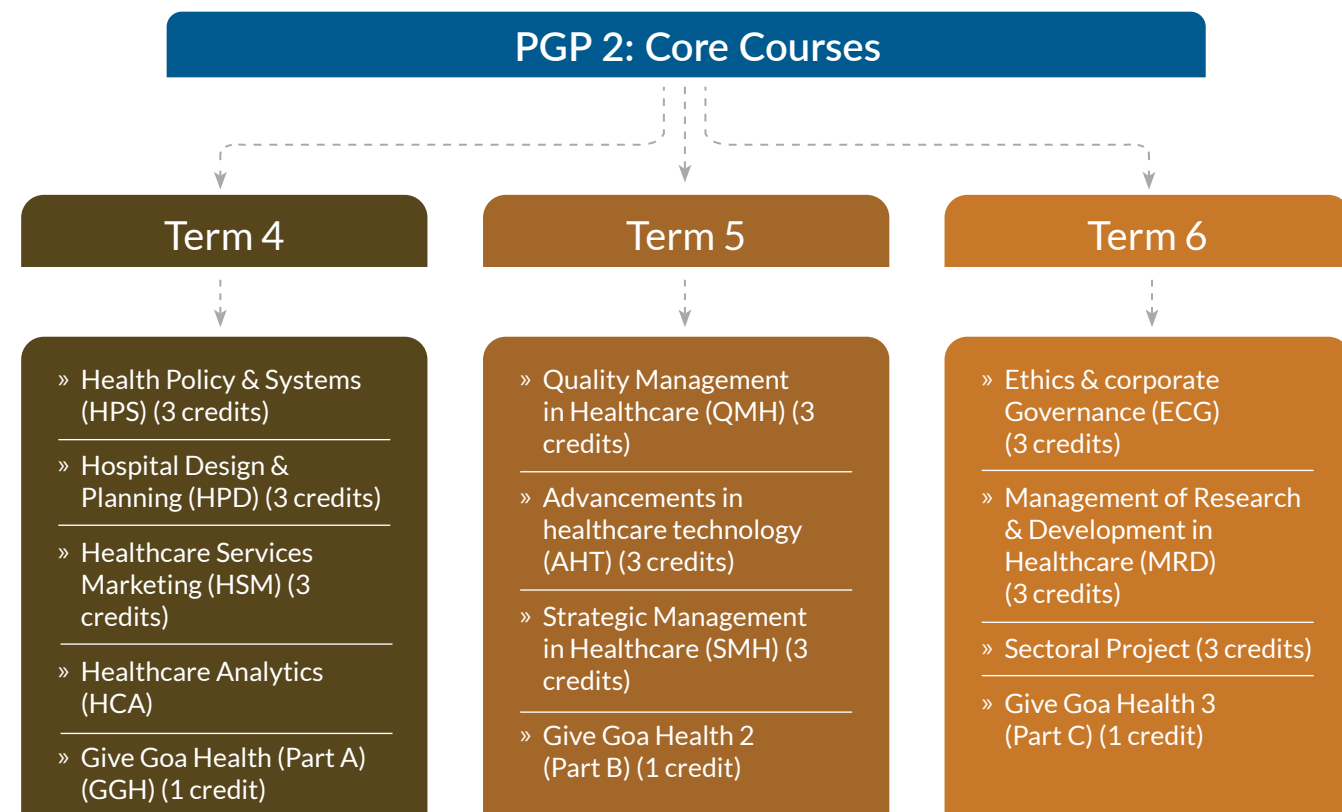 PGP 2: Core Courses
Term 4
» Health Policy & Systems
(HPS) (3 credits)
» Hospital Design &
Planning (HPD) (3 credits)
» Healthcare Services
Marketing (HSM) (3
credits)
» Healthcare Analytics
(HCA)
» Give Goa Health (Part A)
(GGH) (1 credit)
Term 5
» Quality Management
in Healthcare (QMH) (3
credits)
» Advancements in
healthcare technology
(AHT) (3 credits)
» Strategic Management
in Healthcare (SMH) (3
credits)
» Give Goa Health 2
(Part B) (1 credit)
Term 6
» Ethics & corporate
Governance (ECG)
(3 credits)
» Management of Research
& Development in
Healthcare (MRD)
(3 credits)
» Sectoral Project (3 credits)
» Give Goa Health 3
(Part C) (1 credit)